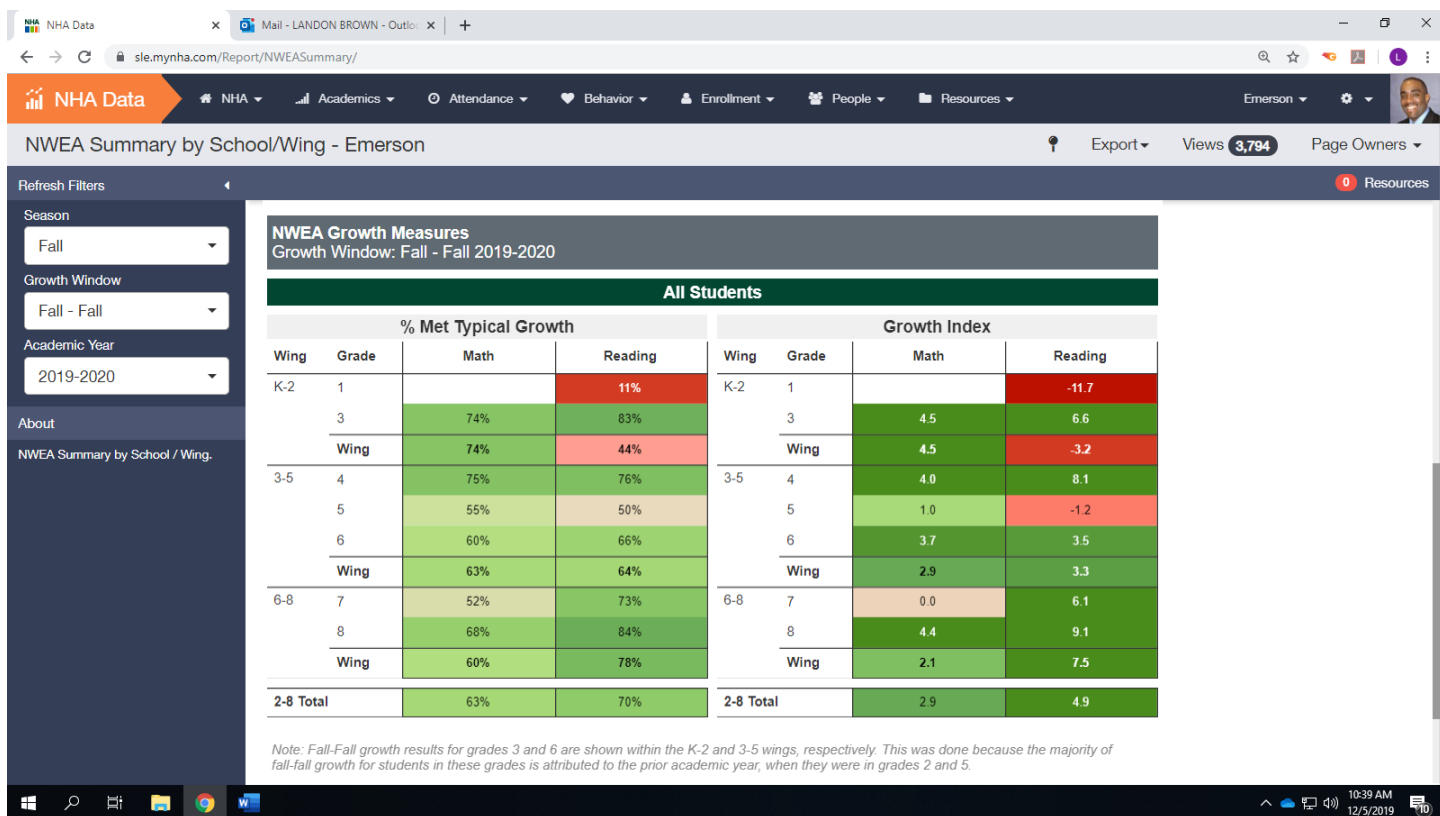 NHA Data
Mail - LANDON BROWN - Outloo
sle.mynha.com/Report/NWEASummary/
L
NHA Data NHA Academics Attendance Behavior Enrollment People Resources Emerson
NWEA Summary by School/Wing - Emerson Export Views 3,794 Page Owners
Refresh Filters 0 Resources
Season
Fall
Growth Window
Fall - Fall
Academic Year
2019-2020
About
NWEA Summary by School / Wing.
NWEA Growth Measures
Growth Window: Fall - Fall 2019-2020
All Students
% Met Typical Growth Growth Index
Wing Grade Math Reading Wing Grade Math Reading
K-2 1 11% K-2 1 -11.7
3 74% 83% 3 4.5 6.6
Wing 74% 44% Wing 4.5 -3.2
3-5 4 75% 76% 3-5 4 4.0 8.1
5 55% 50% 5 1.0 -1.2
6 60% 66% 6 3.7 3.5
Wing 63% 64% Wing 2.9 3.3
6-8 7 52% 73% 6-8 7 0.0 6.1
8 68% 84% 8 4.4 9.1
Wing 60% 78% Wing 2.1 7.5
2-8 Total 63% 70% 2-8 Total 2.9 4.9
Note: Fall-Fall growth results for grades 3 and 6 are shown within the K-2 and 3-5 wings, respectively. This was done because the majority of
fall-fall growth for students in these grades is attributed to the prior academic year, when they were in grades 2 and 5.
10:39 AM
12/5/2019
10